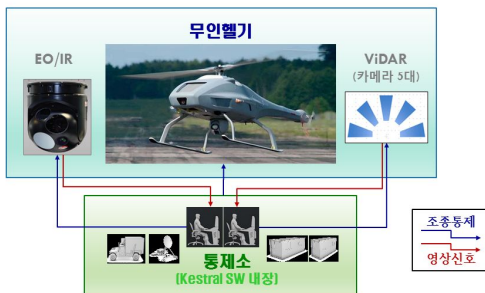 무인헬기
EO/IR
ViDAR
(카메라 5대)
통제소
(Kestral SW 내장)
조종통제
영상신호